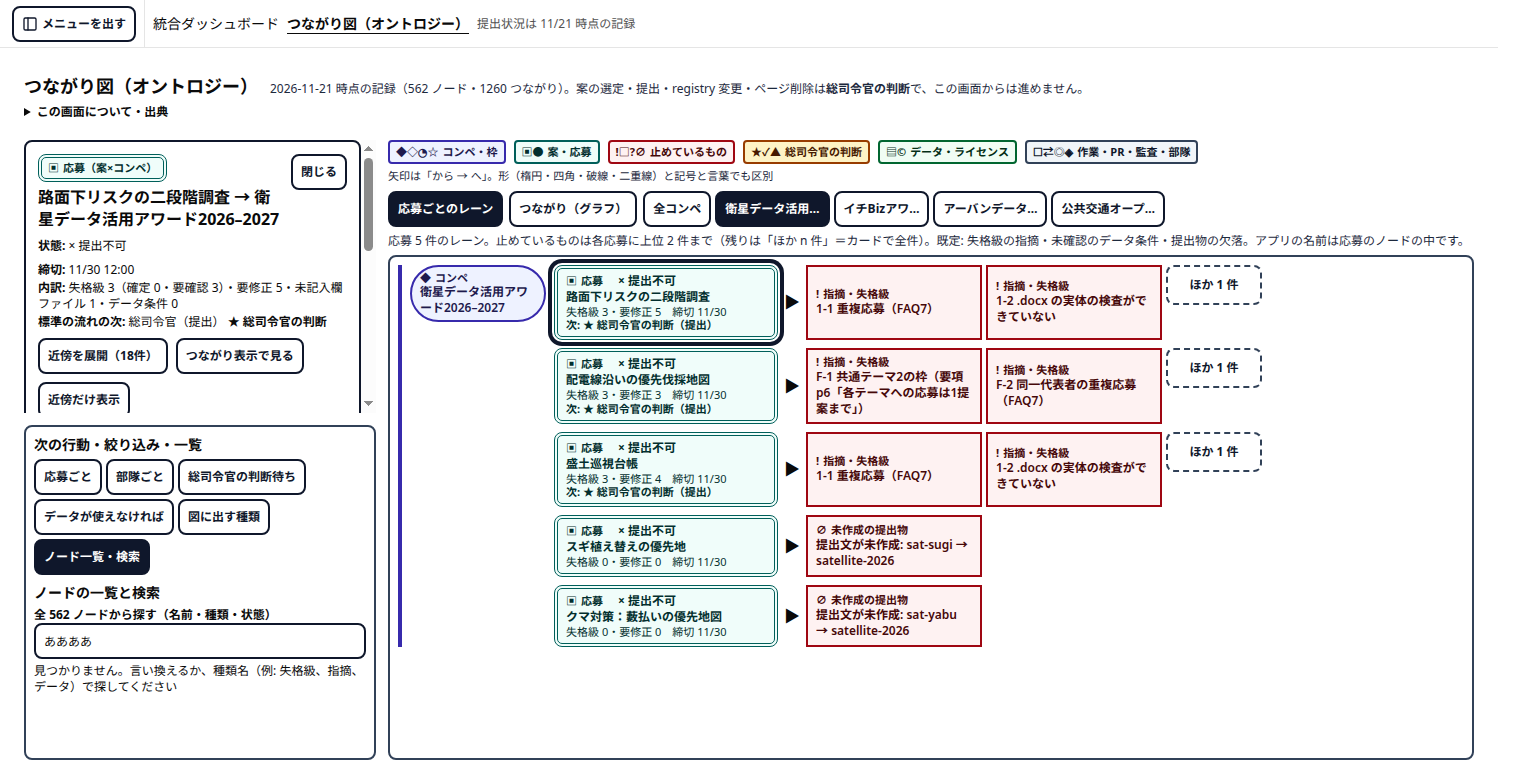 メニューを出す
統合ダッシュボード つながり図（オントロジー） 提出状況は 11/21 時点の記録
つながり図（オントロジー） 2026-11-21 時点の記録（562 ノード・1260 つながり）。案の選定・提出・registry 変更・ページ削除は総司令官の判断で、この画面からは進めません。
▶ この画面について・出典
▣ 応募（案×コンペ）
閉じる
路面下リスクの二段階調査 → 衛
星データ活用アワード2026–2027
状態: × 提出不可
締切: 11/30 12:00
内訳: 失格級 3（確定 0・要確認 3）・要修正 5・未記入欄
ファイル 1・データ条件 0
標準の流れの次: 総司令官（提出） ★ 総司令官の判断
近傍を展開（18件）
つながり表示で見る
近傍だけ表示
次の行動・絞り込み・一覧
応募ごと
部隊ごと
総司令官の判断待ち
データが使えなければ
図に出す種類
ノード一覧・検索
ノードの一覧と検索
全 562 ノードから探す（名前・種類・状態）
ああああ
見つかりません。言い換えるか、種類名（例: 失格級、指摘、
データ）で探してください
◆◇◔☆ コンペ・枠
▣● 案・応募
!□?⊘ 止めているもの
★✓▲ 総司令官の判断
▤© データ・ライセンス
☐⇄◎◈ 作業・PR・監査・部隊
矢印は「から → へ」。形（楕円・四角・破線・二重線）と記号と言葉でも区別
応募ごとのレーン
つながり（グラフ）
全コンペ
衛星データ活用…
イチBizアワ…
アーバンデータ…
公共交通オープ…
応募 5 件のレーン。止めているものは各応募に上位 2 件まで（残りは「ほか n 件」＝カードで全件）。既定: 失格級の指摘・未確認のデータ条件・提出物の欠落。アプリの名前は応募のノードの中です。
◆ コンペ
衛星データ活用アワ
ード2026–2027
▣ 応募 × 提出不可
路面下リスクの二段階調査
失格級 3・要修正 5 締切 11/30
次: ★ 総司令官の判断（提出）
! 指摘・失格級
1-1 重複応募（FAQ7）
! 指摘・失格級
1-2 .docx の実体の検査がで
きていない
ほか 1 件
▣ 応募 × 提出不可
配電線沿いの優先伐採地図
失格級 3・要修正 3 締切 11/30
次: ★ 総司令官の判断（提出）
! 指摘・失格級
F-1 共通テーマ2の枠（要項
p6「各テーマへの応募は1提
案まで」）
! 指摘・失格級
F-2 同一代表者の重複応募
（FAQ7）
ほか 1 件
▣ 応募 × 提出不可
盛土巡視台帳
失格級 3・要修正 4 締切 11/30
次: ★ 総司令官の判断（提出）
! 指摘・失格級
1-1 重複応募（FAQ7）
! 指摘・失格級
1-2 .docx の実体の検査がで
きていない
ほか 1 件
▣ 応募 × 提出不可
スギ植え替えの優先地
失格級 0・要修正 0 締切 11/30
⊘ 未作成の提出物
提出文が未作成: sat-sugi →
satellite-2026
▣ 応募 × 提出不可
クマ対策：藪払いの優先地図
失格級 0・要修正 0 締切 11/30
⊘ 未作成の提出物
提出文が未作成: sat-yabu
→ satellite-2026